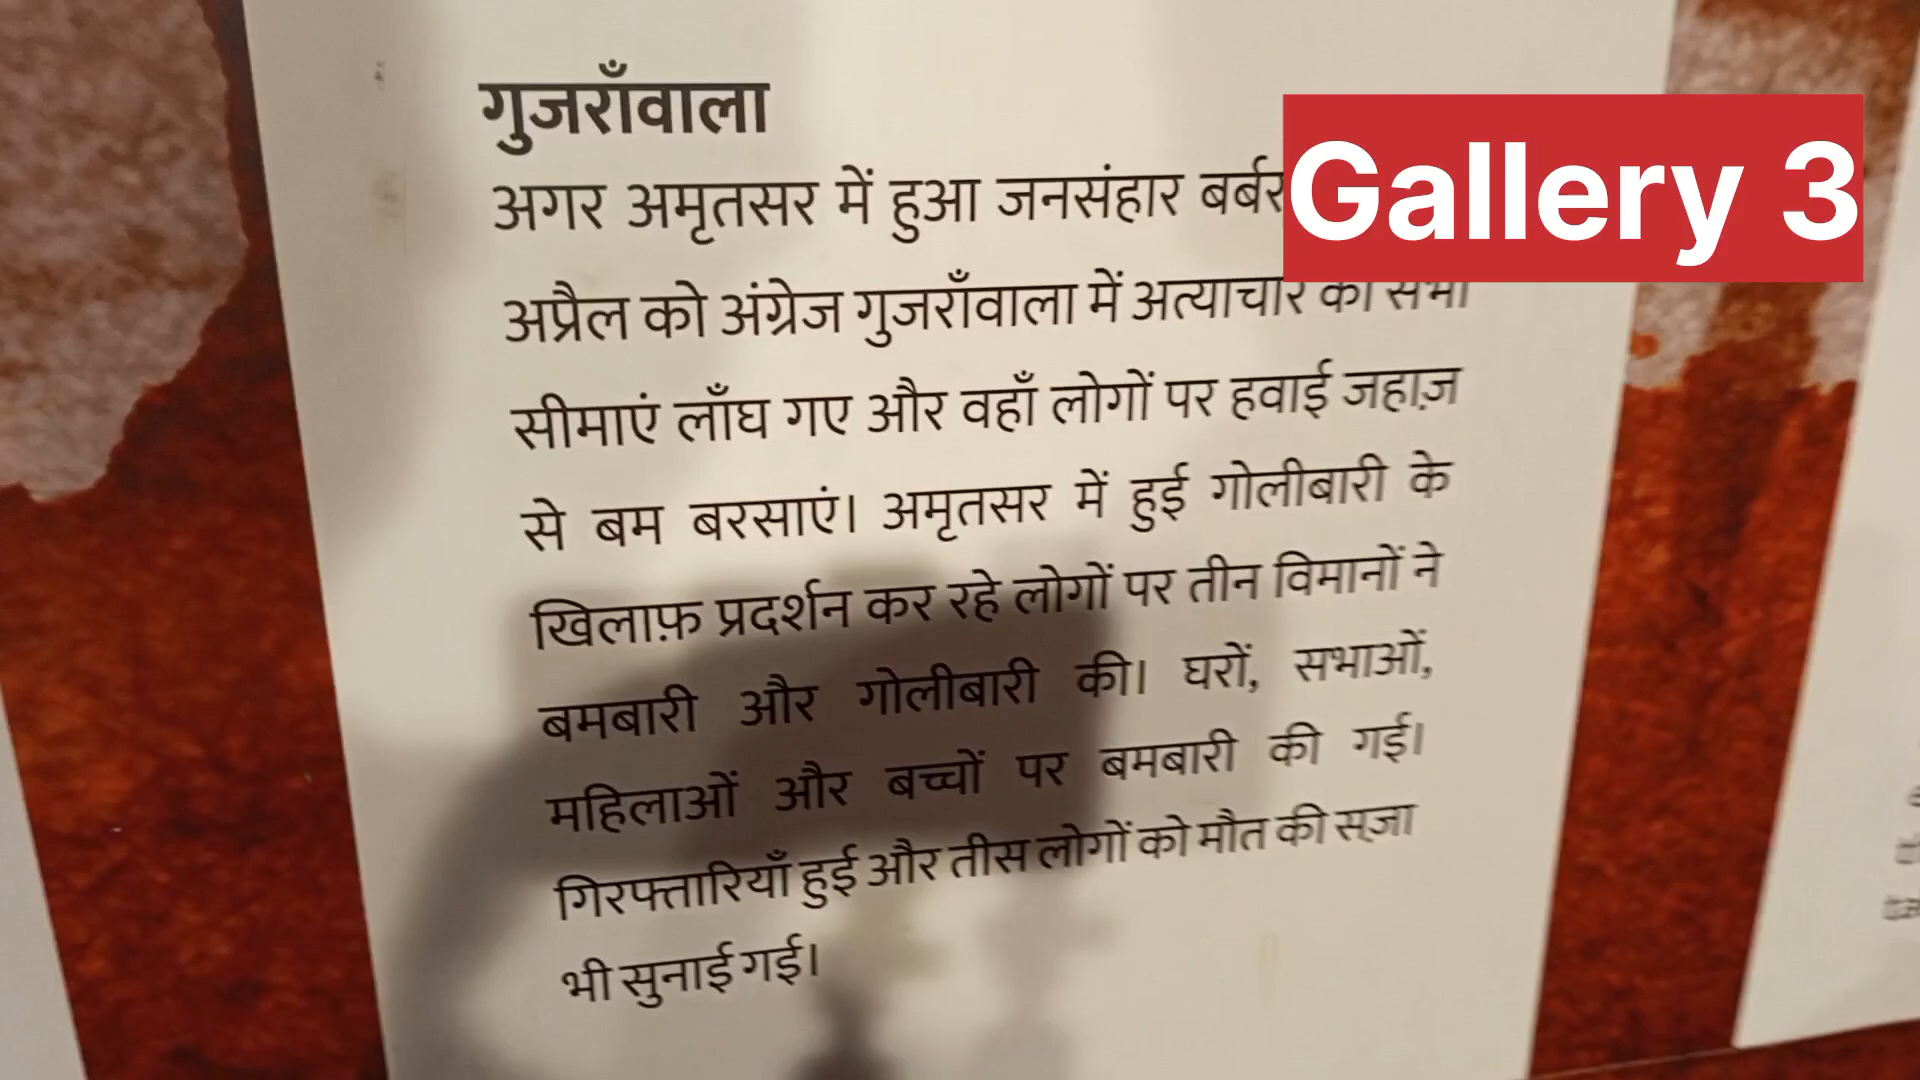 गुजराँवाला
Gallery 3
अगर अमृतसर में हुआ जनसंहार बर्बर
अप्रैल को अंग्रेज गुजराँवाला में अत्याचार की सभी
सीमाएं लाँघ गए और वहाँ लोगों पर हवाई जहाज़
से बम बरसाएं। अमृतसर में हुई गोलीबारी के
खिलाफ़ प्रदर्शन कर रहे लोगों पर तीन विमानों ने
बमबारी और गोलीबारी की। घरों, सभाओं,
महिलाओं और बच्चों पर बमबारी की गई।
गिरफ्तारियाँ हुई और तीस लोगों को मौत की सज़ा
भी सुनाई गई।